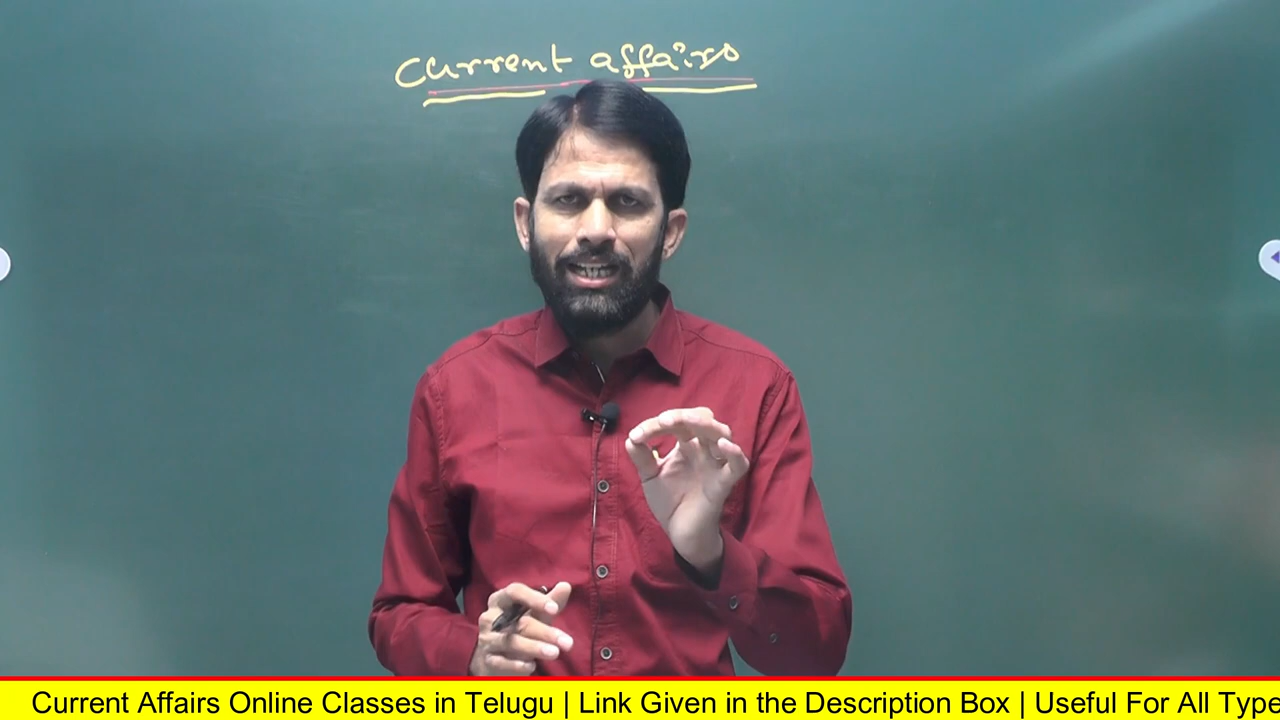 Current affairs
Current Affairs Online Classes in Telugu | Link Given in the Description Box | Useful For All Type